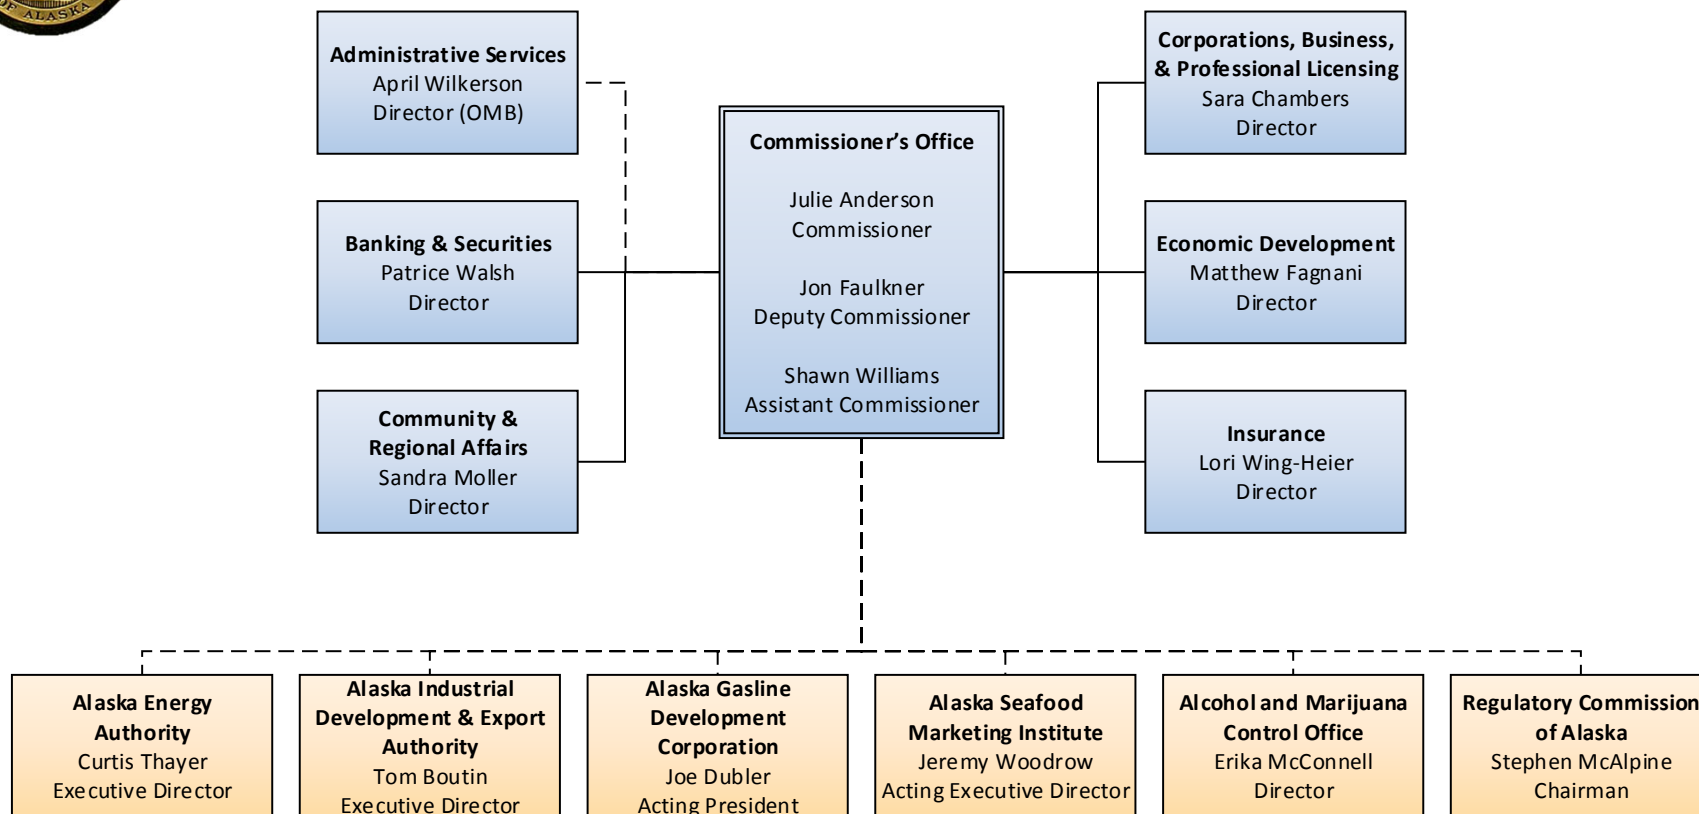 OF ALASKA
Administrative Services
April Wilkerson
Director (OMB)
Banking & Securities
Patrice Walsh
Director
Community &
Regional Affairs
Sandra Moller
Director
Commissioner’s Office
Julie Anderson
Commissioner
Jon Faulkner
Deputy Commissioner
Shawn Williams
Assistant Commissioner
Corporations, Business,
& Professional Licensing
Sara Chambers
Director
Economic Development
Matthew Fagnani
Director
Insurance
Lori Wing-Heier
Director
Alaska Energy
Authority
Curtis Thayer
Executive Director
Alaska Industrial
Development & Export
Authority
Tom Boutin
Executive Director
Alaska Gasline
Development
Corporation
Joe Dubler
Acting President
Alaska Seafood
Marketing Institute
Jeremy Woodrow
Acting Executive Director
Alcohol and Marijuana
Control Office
Erika McConnell
Director
Regulatory Commission
of Alaska
Stephen McAlpine
Chairman